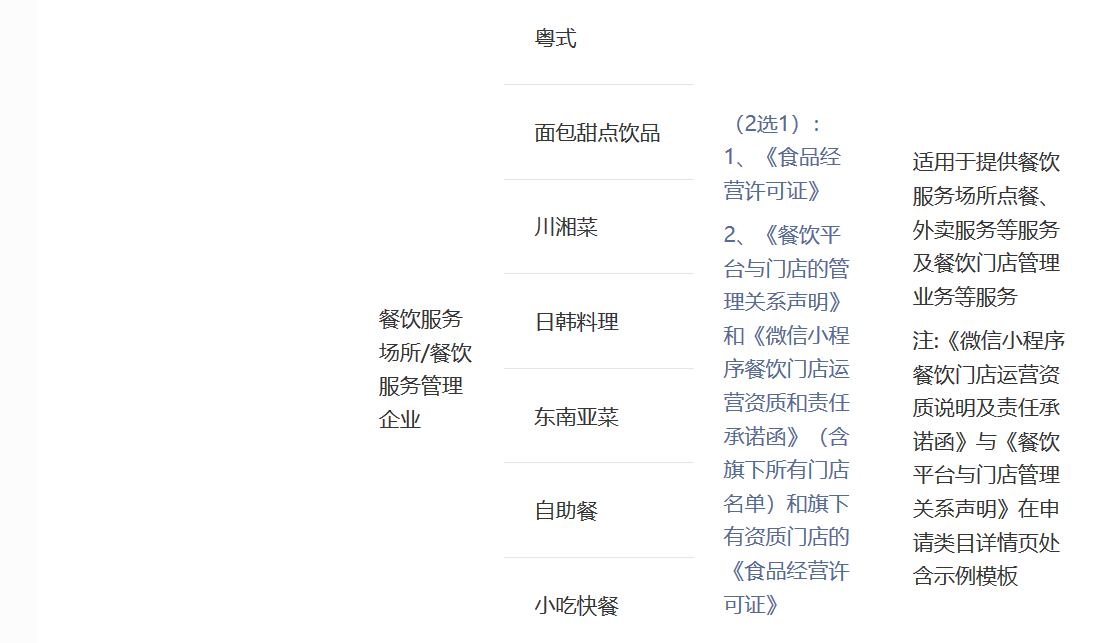 粤式
面包甜点饮品
川湘菜
日韩料理
东南亚菜
自助餐
小吃快餐
餐饮服务
场所/餐饮
服务管理
企业
（2选1）：
1、《食品经
营许可证》
2、《餐饮平
台与门店的管
理关系声明》
和《微信小程
序餐饮门店运
营资质和责任
承诺函》（含
旗下所有门店
名单）和旗下
有资质门店的
《食品经营许
可证》
适用于提供餐饮
服务场所点餐、
外卖服务等服务
及餐饮门店管理
业务等服务
注:《微信小程序
餐饮门店运营资
质说明及责任承
诺函》与《餐饮
平台与门店管理
关系声明》在申
请类目详情页处
含示例模板